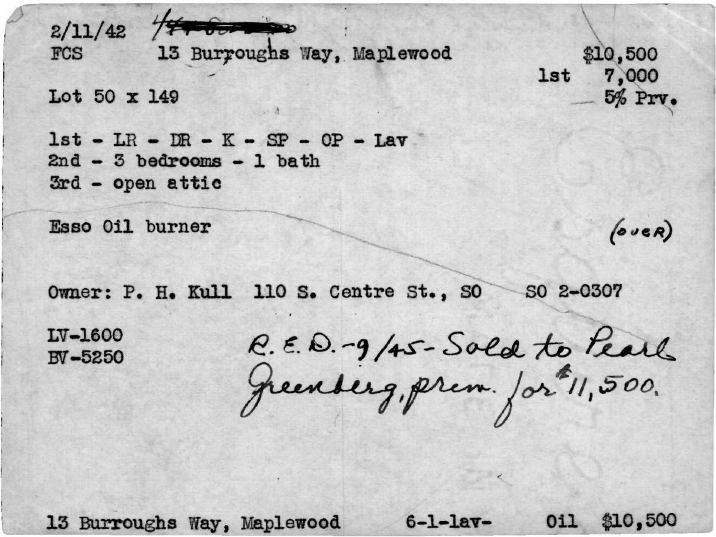 2/11/42
FCS 13 Burroughs Way, Maplewood $10,500
1st 7,000
Lot 50 x 149 5% Prv.
1st - LR - DR - K - SP - OP - Lav
2nd - 3 bedrooms - 1 bath
3rd - open attic
Esso Oil burner (OVER)
Owner: P. H. Kull 110 S. Centre St., SO SO 2-0307
LV-1600
BV-5250
R. E. D. - 9/45 - Sold to Pearl
Greenberg, prem. for $11,500.
13 Burroughs Way, Maplewood 6-1-lav- Oil $10,500